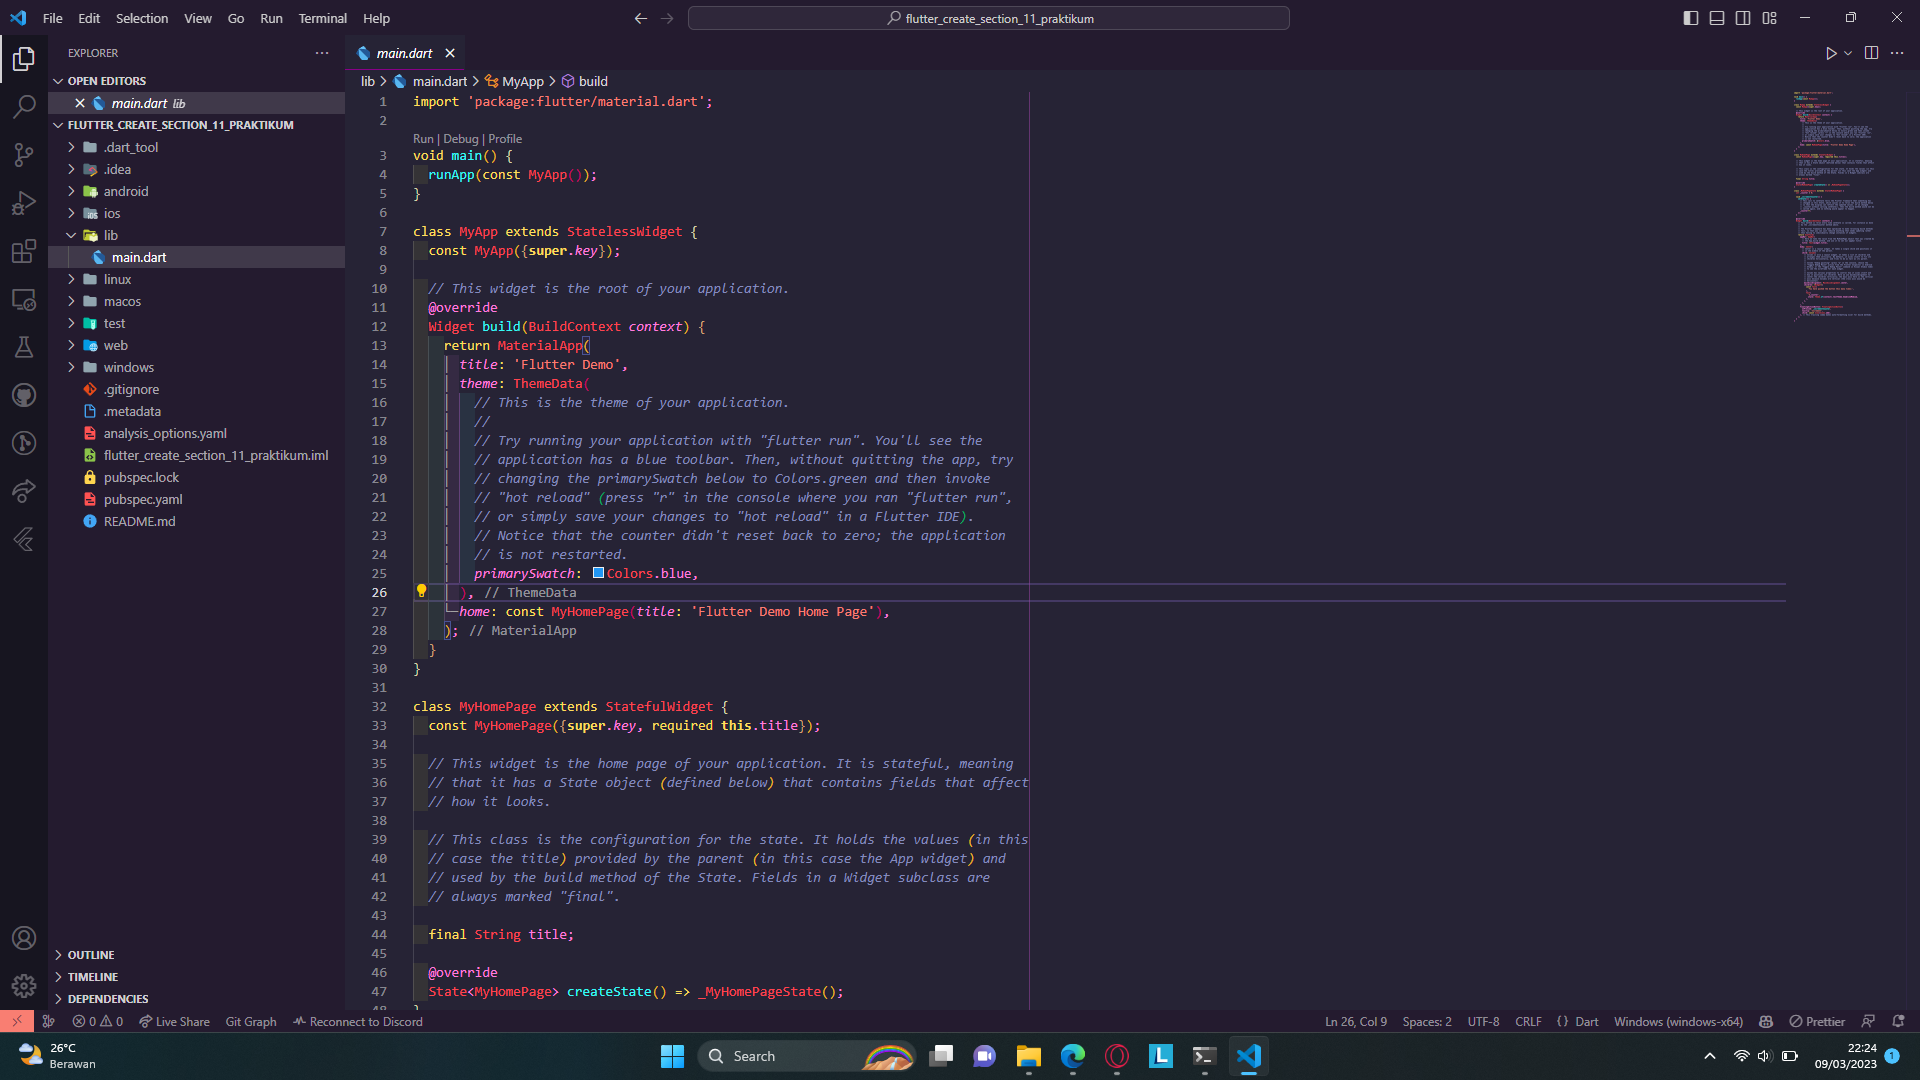 File Edit Selection View Go Run Terminal Help
flutter_create_section_11_praktikum
EXPLORER
OPEN EDITORS
main.dart lib
FLUTTER_CREATE_SECTION_11_PRAKTIKUM
.dart_tool
.idea
android
ios
lib
main.dart
linux
macos
test
web
windows
.gitignore
.metadata
analysis_options.yaml
flutter_create_section_11_praktikum.iml
pubspec.lock
pubspec.yaml
README.md
OUTLINE
TIMELINE
DEPENDENCIES
main.dart
lib > main.dart > MyApp > build
1 import 'package:flutter/material.dart';
2
Run | Debug | Profile
3 void main() {
4 runApp(const MyApp());
5 }
6
7 class MyApp extends StatelessWidget {
8 const MyApp({super.key});
9
10 // This widget is the root of your application.
11 @override
12 Widget build(BuildContext context) {
13 return MaterialApp(
14 title: 'Flutter Demo',
15 theme: ThemeData(
16 // This is the theme of your application.
17 //
18 // Try running your application with "flutter run". You'll see the
19 // application has a blue toolbar. Then, without quitting the app, try
20 // changing the primarySwatch below to Colors.green and then invoke
21 // "hot reload" (press "r" in the console where you ran "flutter run",
22 // or simply save your changes to "hot reload" in a Flutter IDE).
23 // Notice that the counter didn't reset back to zero; the application
24 // is not restarted.
25 primarySwatch: Colors.blue,
26 ), // ThemeData
27 home: const MyHomePage(title: 'Flutter Demo Home Page'),
28 ); // MaterialApp
29 }
30 }
31
32 class MyHomePage extends StatefulWidget {
33 const MyHomePage({super.key, required this.title});
34
35 // This widget is the home page of your application. It is stateful, meaning
36 // that it has a State object (defined below) that contains fields that affect
37 // how it looks.
38
39 // This class is the configuration for the state. It holds the values (in this
40 // case the title) provided by the parent (in this case the App widget) and
41 // used by the build method of the State. Fields in a Widget subclass are
42 // always marked "final".
43
44 final String title;
45
46 @override
47 State<MyHomePage> createState() => _MyHomePageState();
48 }
0 0 Live Share Git Graph Reconnect to Discord
Ln 26, Col 9 Spaces: 2 UTF-8 CRLF {} Dart Windows (windows-x64) Prettier
26°C
Berawan
Search
L
22:24
09/03/2023
1